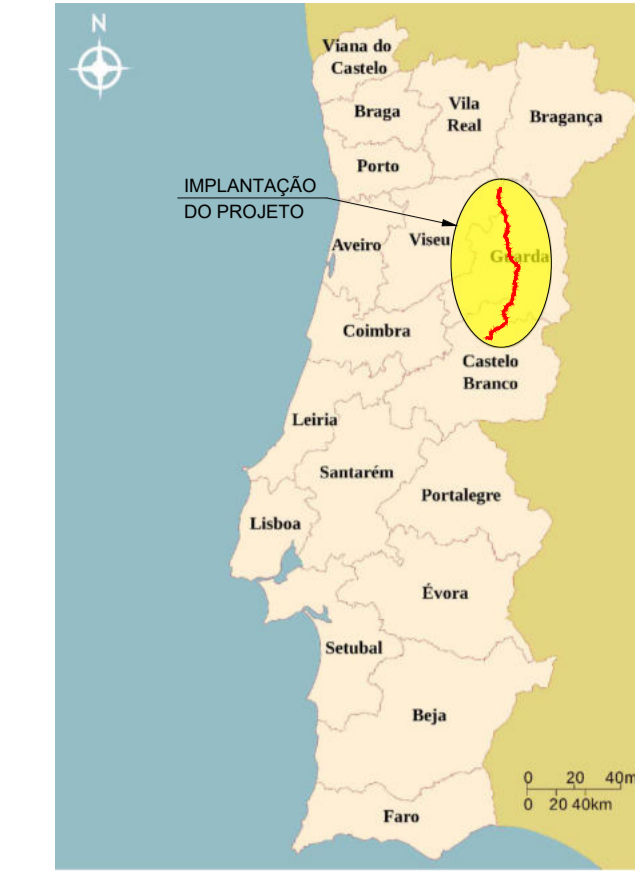 N
Viana do
Castelo
Braga
Vila
Real
Bragança
Porto
IMPLANTAÇÃO
DO PROJETO
Aveiro
Viseu
Guarda
Coimbra
Castelo
Branco
Leiria
Santarém
Portalegre
Lisboa
Évora
Setubal
Beja
0 20 40m
0 20 40km
Faro